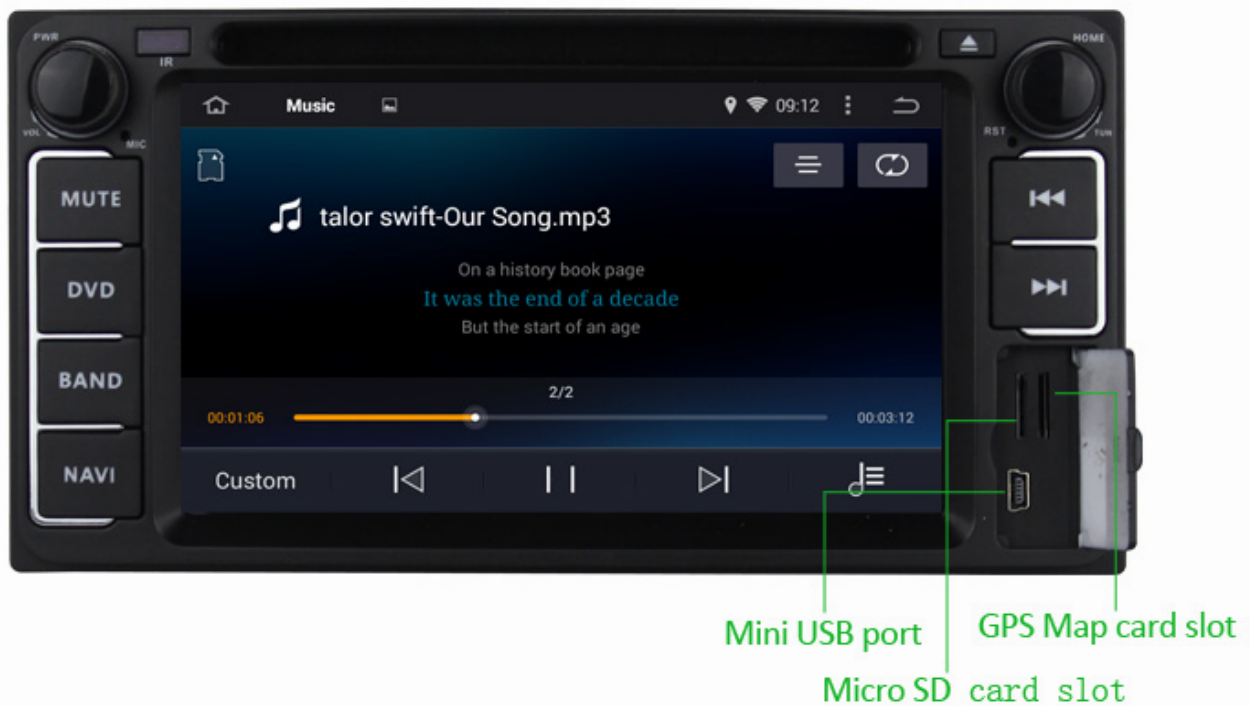 PWR
IR
VOL
MIC
HOME
RST
TUN
MUTE
DVD
BAND
NAVI
Music
09:12
talor swift-Our Song.mp3
On a history book page
It was the end of a decade
But the start of an age
2/2
00:01:06
00:03:12
Custom
Mini USB port
GPS Map card slot
Micro SD card slot